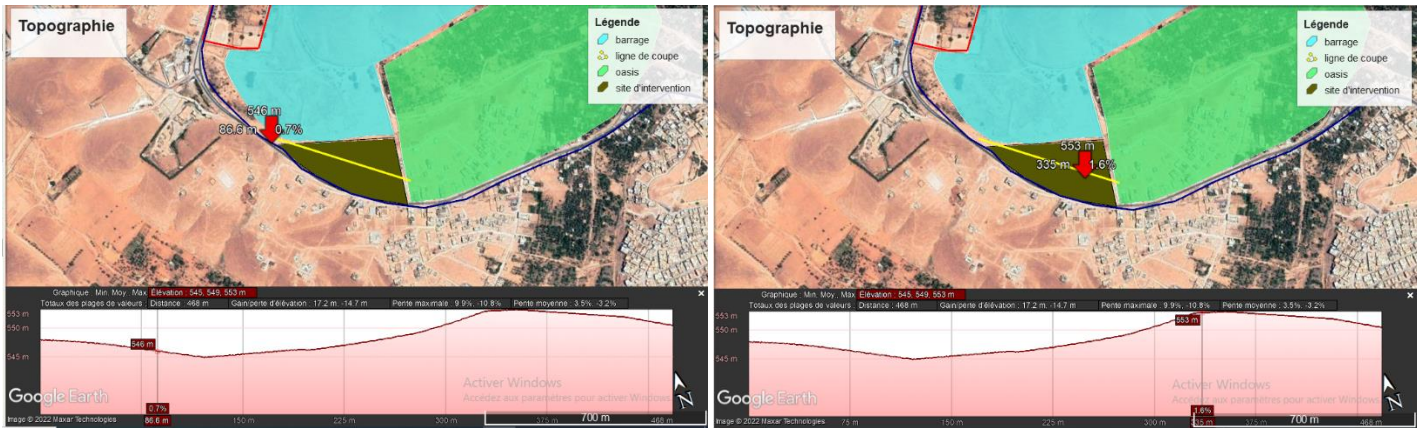 Topographie
Légende
barrage
ligne de coupe
oasis
site d'intervention
546 m
86.6 m 0.7%
Graphique : Min, Moy, Max Élévation : 545, 549, 553 m
Totaux des plages de valeurs : Distance : 468 m Gain/perte d'élévation : 17.2 m, -14.7 m Pente maximale : 9.9%, -10.8% Pente moyenne : 3.5%, -3.2%
553 m
550 m
546 m
545 m
Activer Windows
Accédez aux paramètres pour activer Windows
Google Earth
N
0.7%
Image © 2022 Maxar Technologies
86.6 m 150 m 300 m 700 m 468 m
Topographie
Légende
barrage
ligne de coupe
oasis
site d'intervention
553 m
335 m 1.6%
Graphique : Min, Moy, Max Élévation : 545, 549, 553 m
Totaux des plages de valeurs : Distance : 468 m Gain/perte d'élévation : 17.2 m, -14.7 m Pente maximale : 9.9%, -10.8% Pente moyenne : 3.5%, -3.2%
553 m
553 m
550 m
545 m
Activer Windows
Accédez aux paramètres pour activer Windows
Google Earth
N
1.6%
Image © 2022 Maxar Technologies
75 m 150 m 225 m 335 m 375 m 700 m 468 m